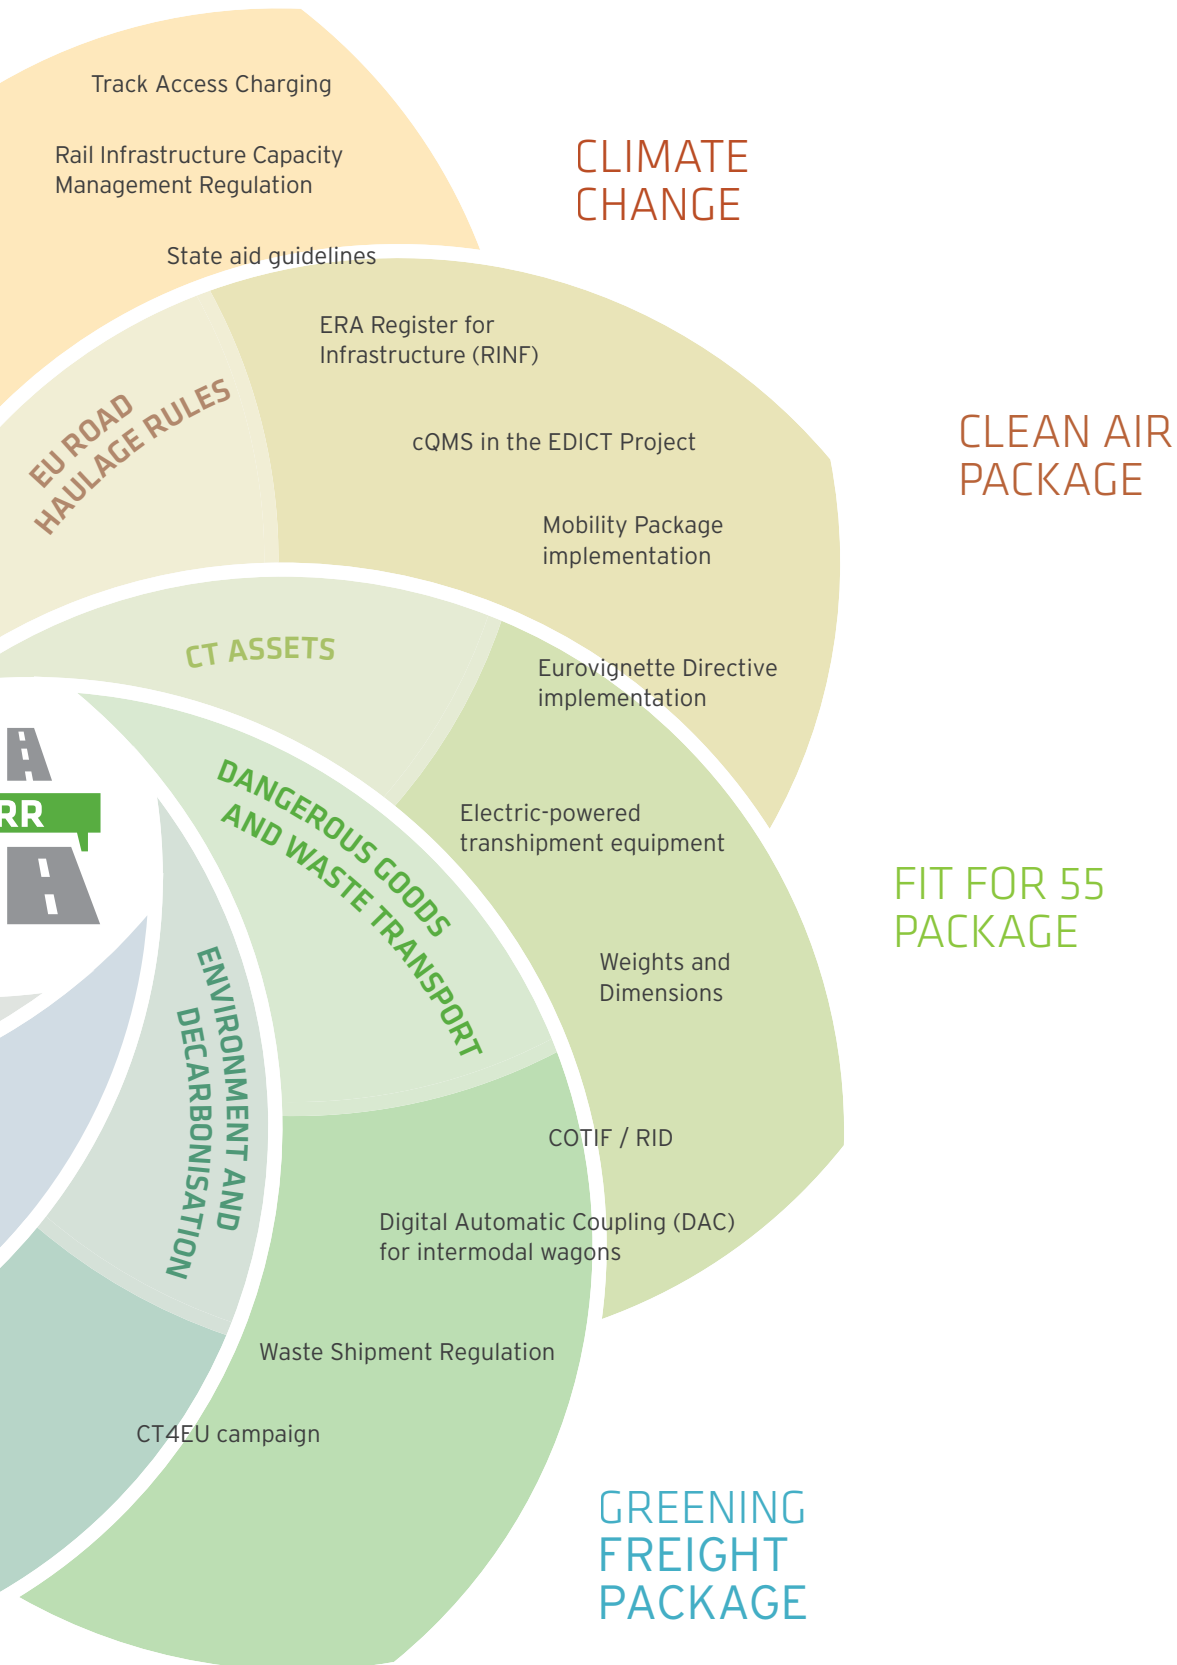 Track Access Charging
Rail Infrastructure Capacity
Management Regulation
State aid guidelines
CLIMATE
CHANGE
ERA Register for
Infrastructure (RINF)
EU ROAD
HAULAGE RULES
cQMS in the EDICT Project
CLEAN AIR
PACKAGE
Mobility Package
implementation
CT ASSETS
Eurovignette Directive
implementation
RR
DANGEROUS GOODS
AND WASTE TRANSPORT
Electric-powered
transhipment equipment
FIT FOR 55
PACKAGE
Weights and
Dimensions
ENVIRONMENT AND
DECARBONISATION
COTIF / RID
Digital Automatic Coupling (DAC)
for intermodal wagons
Waste Shipment Regulation
CT4EU campaign
GREENING
FREIGHT
PACKAGE